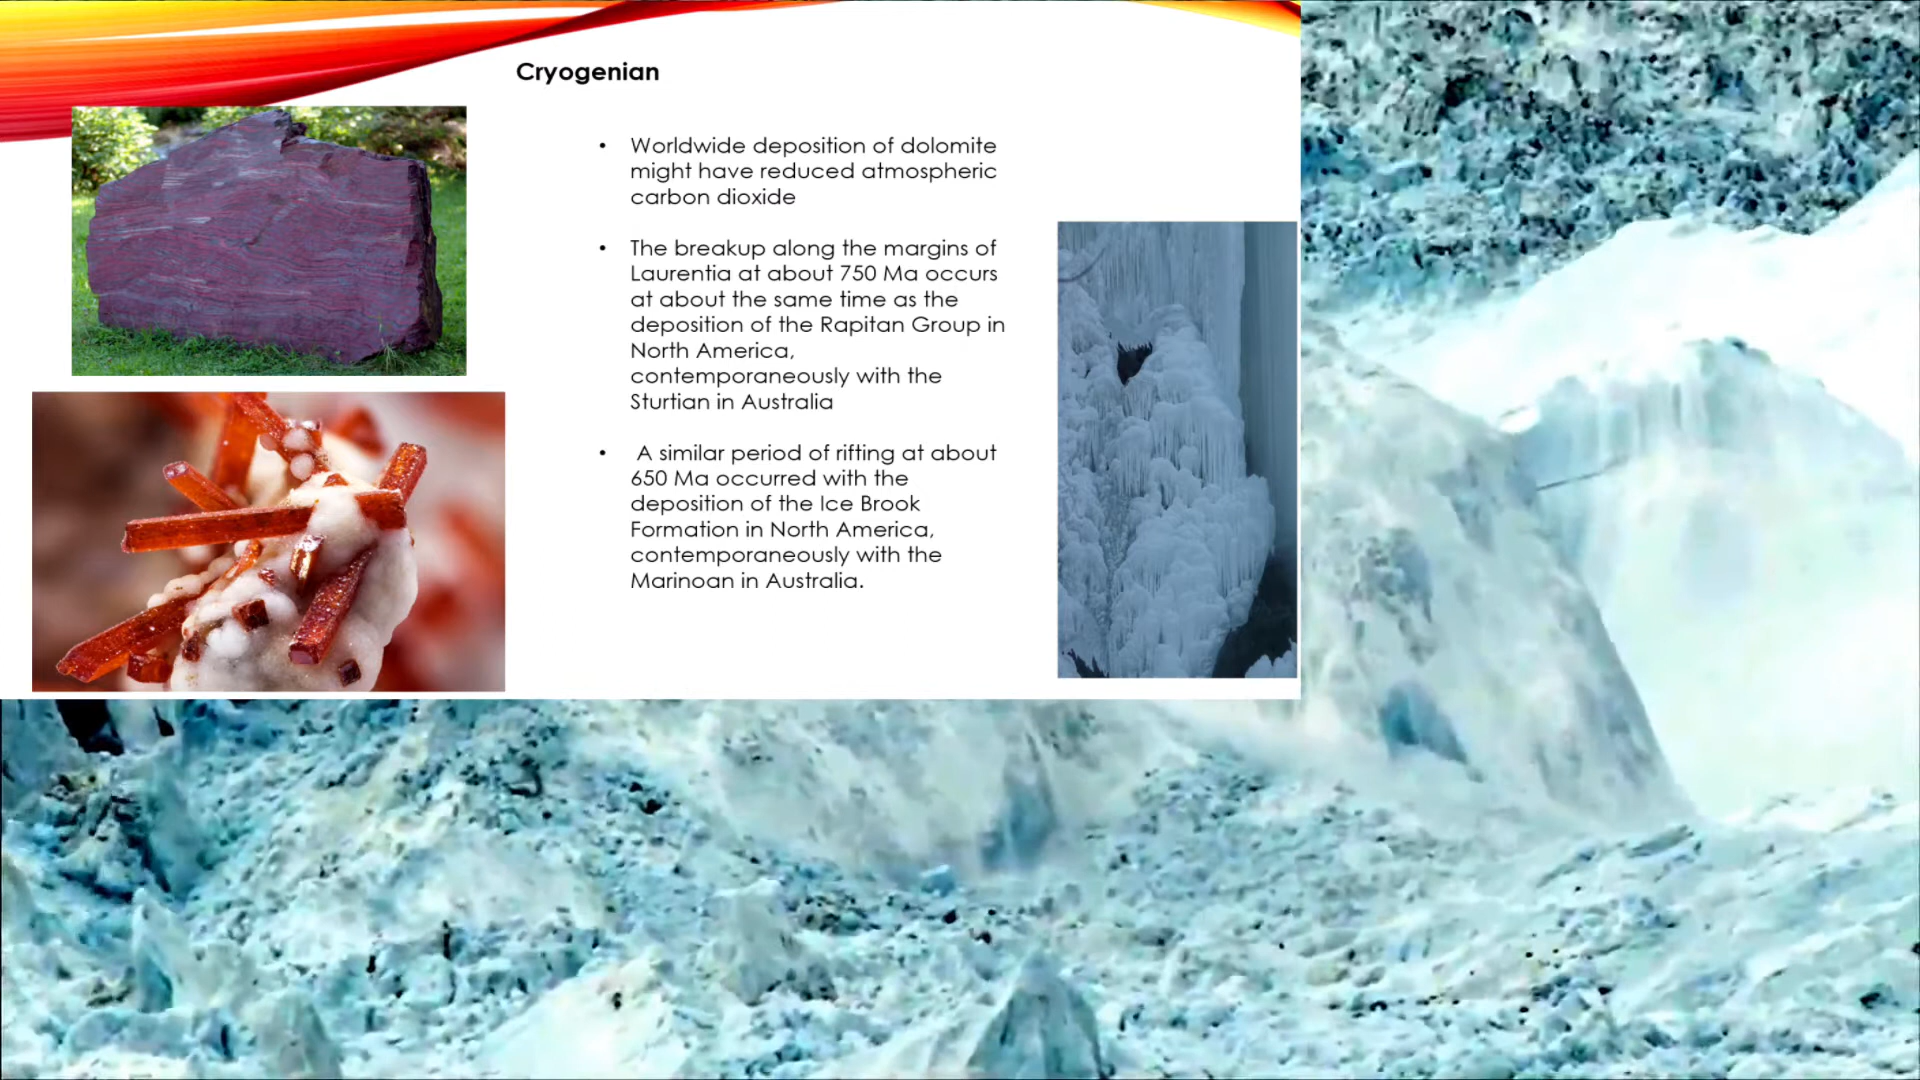 Cryogenian
• Worldwide deposition of dolomite
might have reduced atmospheric
carbon dioxide
• The breakup along the margins of
Laurentia at about 750 Ma occurs
at about the same time as the
deposition of the Rapitan Group in
North America,
contemporaneously with the
Sturtian in Australia
• A similar period of rifting at about
650 Ma occurred with the
deposition of the Ice Brook
Formation in North America,
contemporaneously with the
Marinoan in Australia.